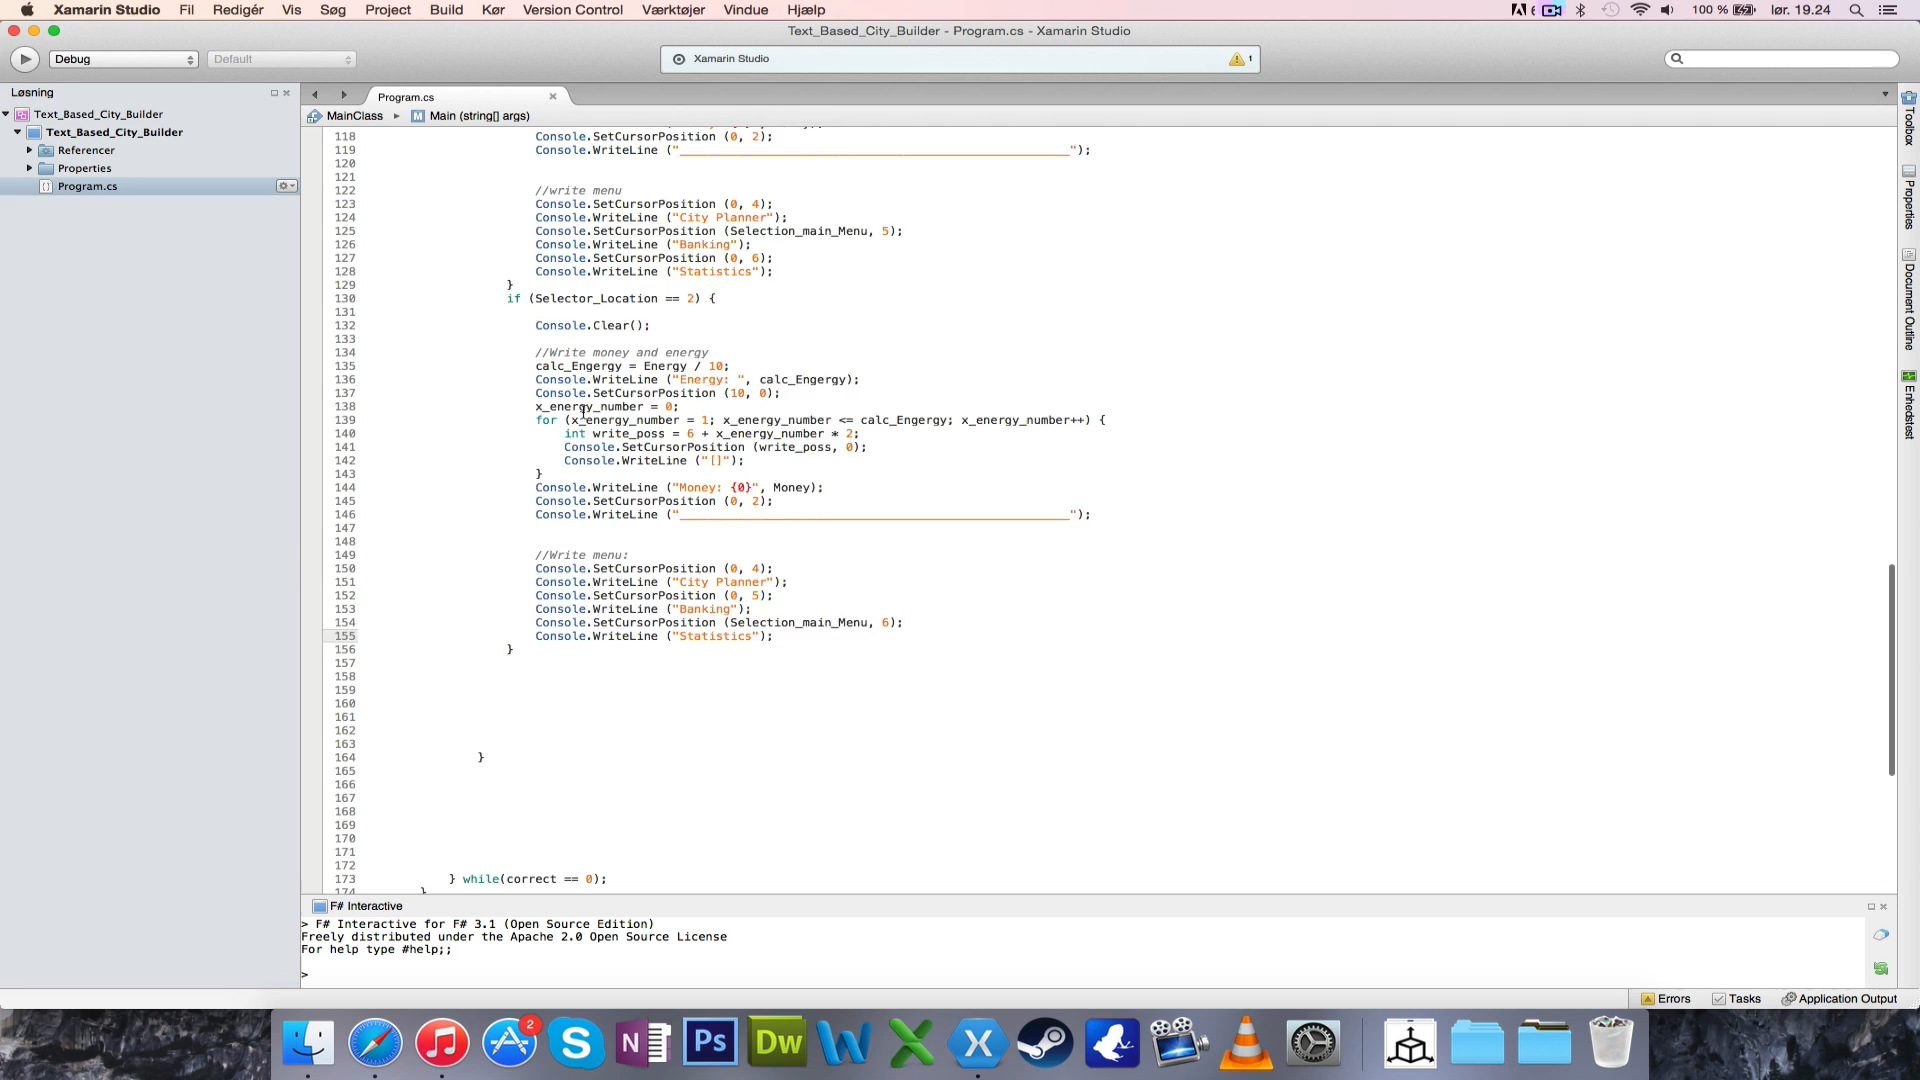 Xamarin Studio Fil Redigér Vis Søg Project Build Kør Version Control Værktøjer Vindue Hjælp 6 100 % lør. 19.24
Text_Based_City_Builder - Program.cs - Xamarin Studio
Debug Default Xamarin Studio 1
Løsning
Text_Based_City_Builder
Text_Based_City_Builder
Referencer
Properties
Program.cs
Program.cs
MainClass Main (string[] args)
118 Console.SetCursorPosition (0, 2);
119 Console.WriteLine ("______________________________________________________");
120
121
122 //write menu
123 Console.SetCursorPosition (0, 4);
124 Console.WriteLine ("City Planner");
125 Console.SetCursorPosition (Selection_main_Menu, 5);
126 Console.WriteLine ("Banking");
127 Console.SetCursorPosition (0, 6);
128 Console.WriteLine ("Statistics");
129 }
130 if (Selector_Location == 2) {
131
132 Console.Clear();
133
134 //Write money and energy
135 calc_Engergy = Energy / 10;
136 Console.WriteLine ("Energy: ", calc_Engergy);
137 Console.SetCursorPosition (10, 0);
138 x_energy_number = 0;
139 for (x_energy_number = 1; x_energy_number <= calc_Engergy; x_energy_number++) {
140 int write_poss = 6 + x_energy_number * 2;
141 Console.SetCursorPosition (write_poss, 0);
142 Console.WriteLine ("[]");
143 }
144 Console.WriteLine ("Money: {0}", Money);
145 Console.SetCursorPosition (0, 2);
146 Console.WriteLine ("______________________________________________________");
147
148
149 //Write menu:
150 Console.SetCursorPosition (0, 4);
151 Console.WriteLine ("City Planner");
152 Console.SetCursorPosition (0, 5);
153 Console.WriteLine ("Banking");
154 Console.SetCursorPosition (Selection_main_Menu, 6);
155 Console.WriteLine ("Statistics");
156 }
157
158
159
160
161
162
163
164 }
165
166
167
168
169
170
171
172
173 } while(correct == 0);
174 }
Toolbox
Properties
Document Outline
Enhedstest
F# Interactive
> F# Interactive for F# 3.1 (Open Source Edition)
Freely distributed under the Apache 2.0 Open Source License
For help type #help;;
>
Errors Tasks Application Output
2
Ps Dw